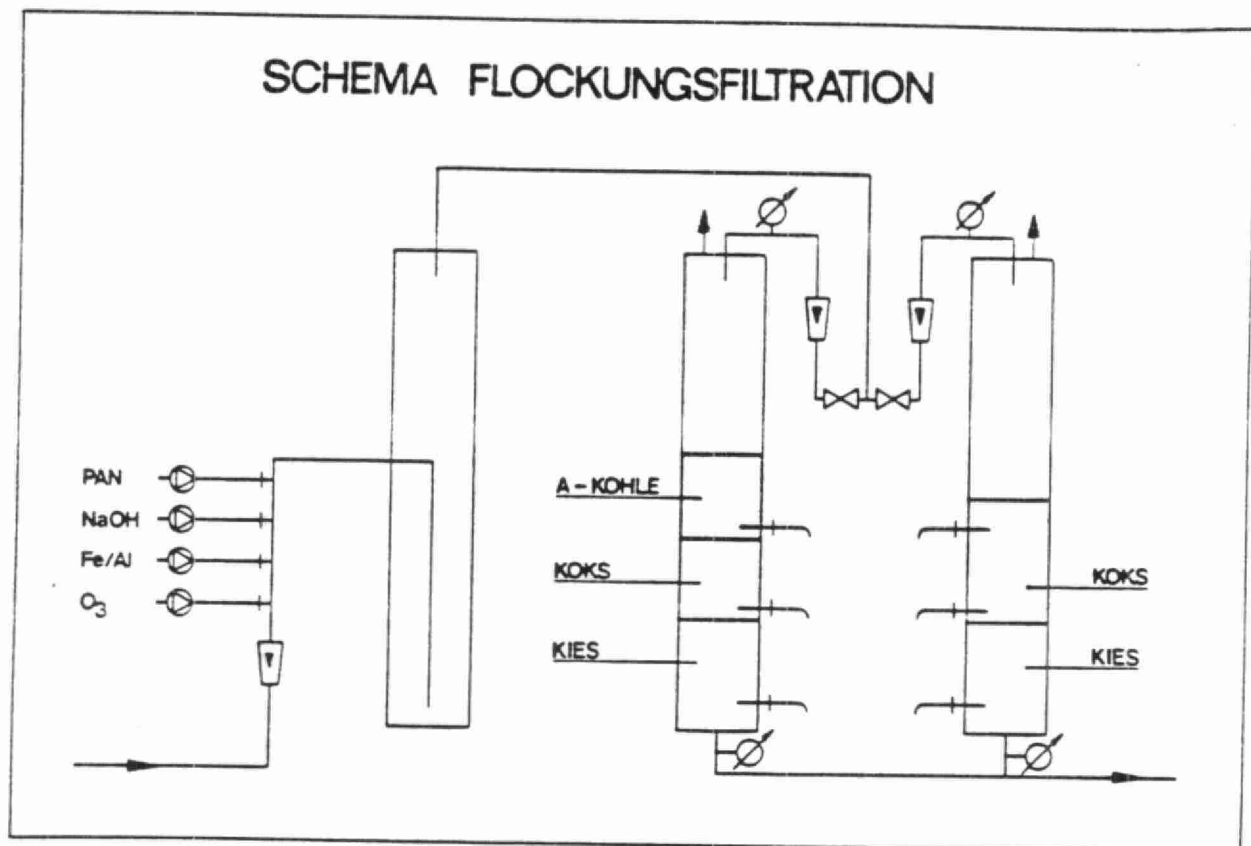 SCHEMA FLOCKUNGSFILTRATION
PAN
NaOH
Fe/Al
O3
A-KOHLE
KOKS
KIES
KOKS
KIES